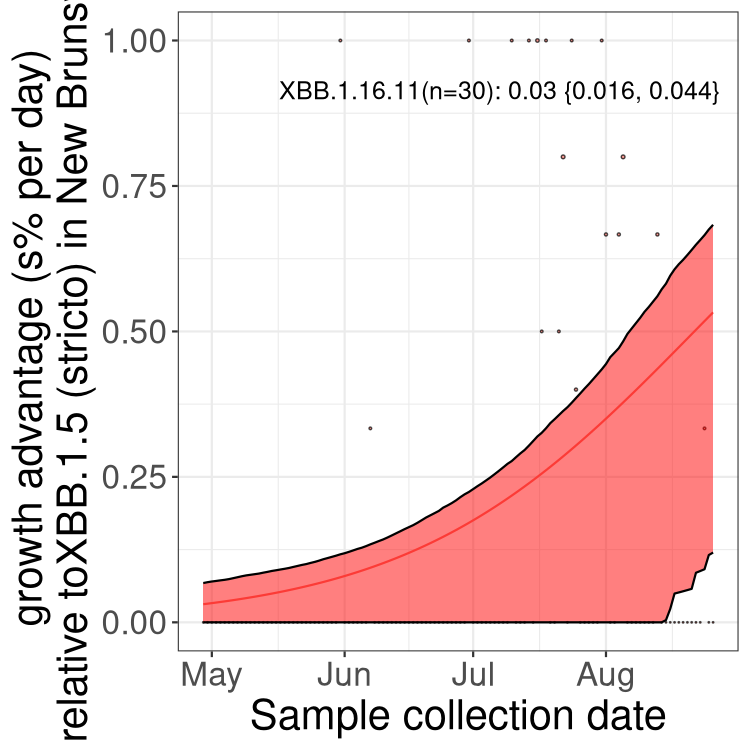 growth advantage (s% per day)
relative toXBB.1.5 (stricto) in New
1.00
0.75
0.50
0.25
0.00
XBB.1.16.11(n=30): 0.03 {0.016, 0.044}
May Jun Jul Aug
Sample collection date